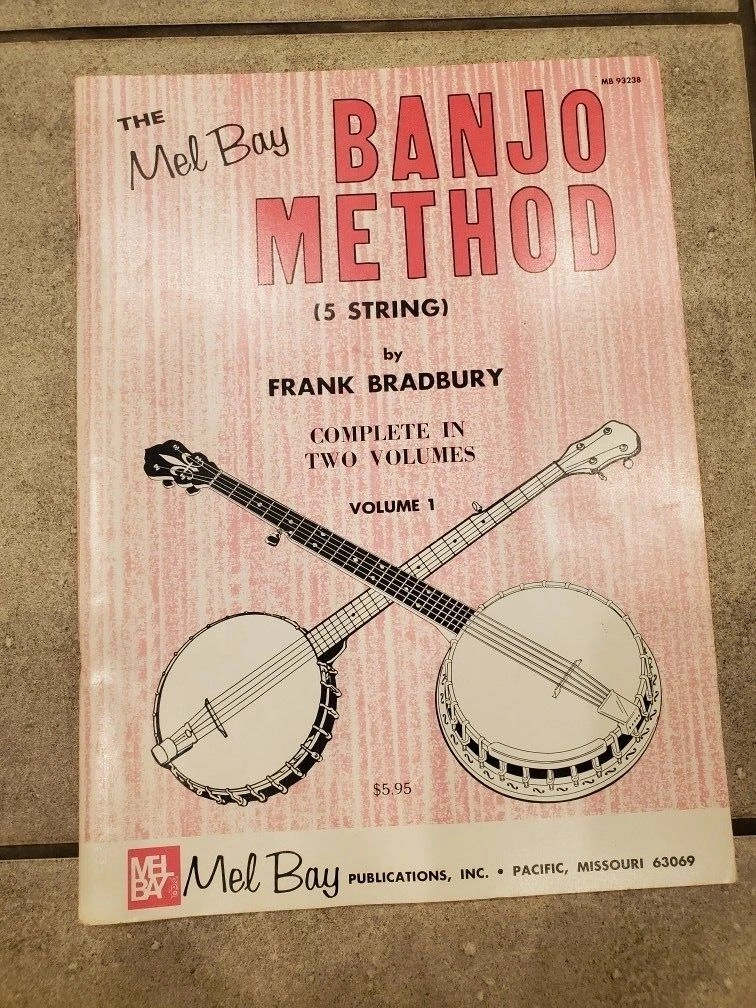 MB 93238
THE
Mel Bay BANJO
METHOD
(5 STRING)
by
FRANK BRADBURY
COMPLETE IN
TWO VOLUMES
VOLUME 1
$5.95
MEL
BAY
Mel Bay PUBLICATIONS, INC. • PACIFIC, MISSOURI 63069